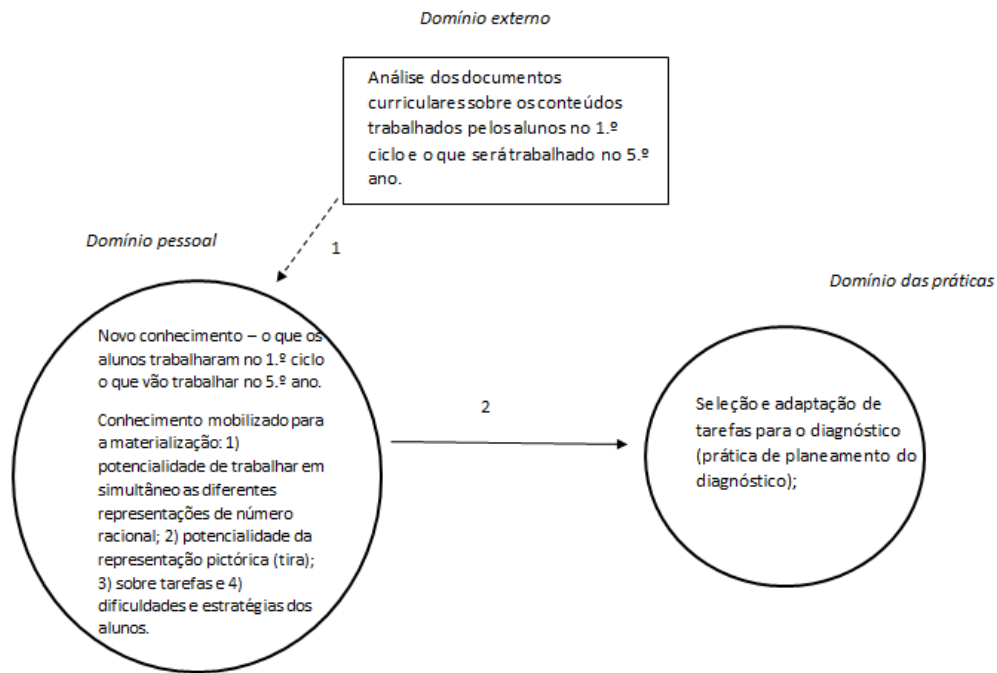 Domínio externo
Análise dos documentos
curriculares sobre os conteúdos
trabalhados pelos alunos no 1.º
ciclo e o que será trabalhado no 5.º
ano.
Domínio pessoal
1
Domínio das práticas
Novo conhecimento – o que os
alunos trabalharam no 1.º ciclo
o que vão trabalhar no 5.º ano.
Conhecimento mobilizado para
a materialização: 1)
potencialidade de trabalhar em
simultâneo as diferentes
representações de número
racional; 2) potencialidade da
representação pictórica (tira);
3) sobre tarefas e 4)
dificuldades e estratégias dos
alunos.
2
Seleção e adaptação de
tarefas para o diagnóstico
(prática de planeamento do
diagnóstico);